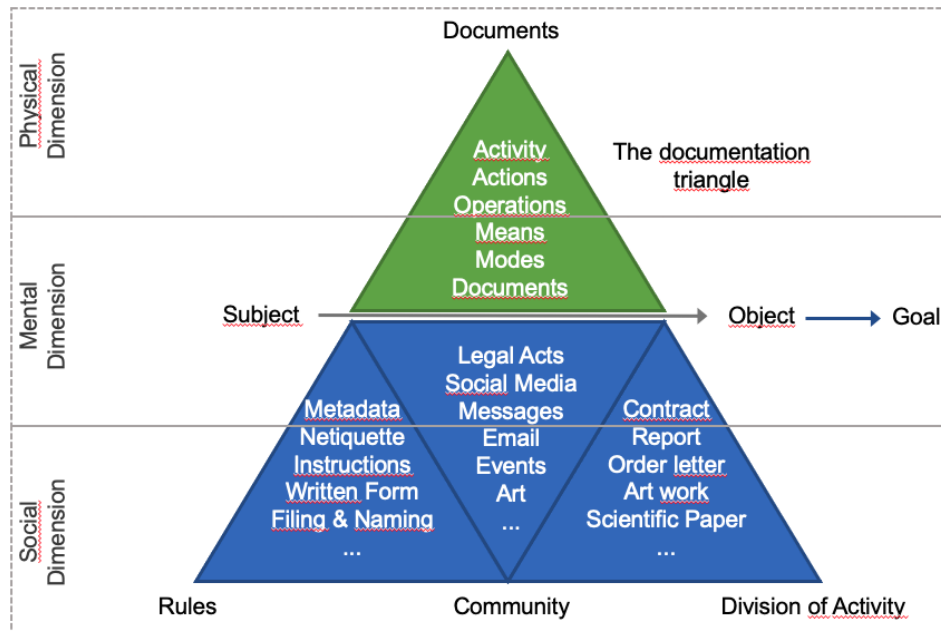 Documents
Physical
Dimension
Activity
Actions
Operations
Means
Modes
Documents
The documentation
triangle
Mental
Dimension
Subject
Object
Goal
Legal Acts
Social Media
Messages
Email
Events
Art
...
Metadata
Netiquette
Instructions
Written Form
Filing & Naming
...
Contract
Report
Order letter
Art work
Scientific Paper
...
Social
Dimension
Rules
Community
Division of Activity